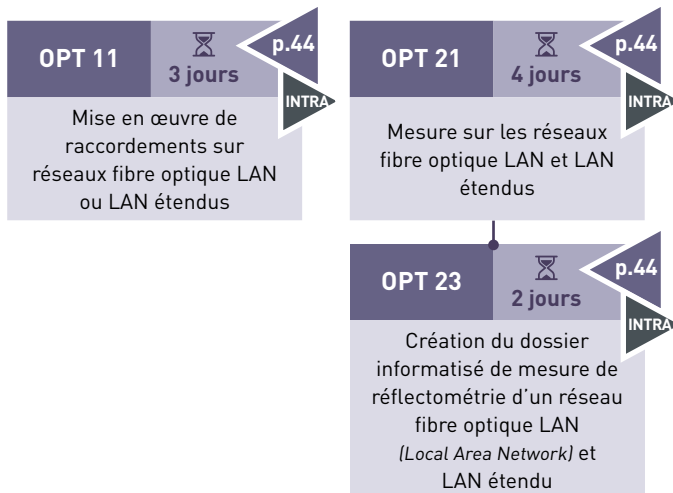 OPT 11
3 jours
p.44
INTRA
Mise en œuvre de
raccordements sur
réseaux fibre optique LAN
ou LAN étendus
OPT 21
4 jours
p.44
INTRA
Mesure sur les réseaux
fibre optique LAN et LAN
étendus
OPT 23
2 jours
p.44
INTRA
Création du dossier
informatisé de mesure de
réflectométrie d'un réseau
fibre optique LAN
(Local Area Network) et
LAN étendu